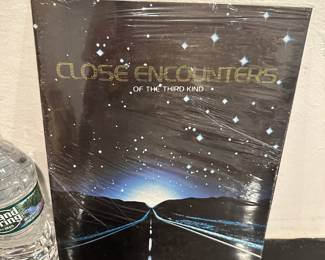 CLOSE ENCOUNTERS
OF THE THIRD KIND